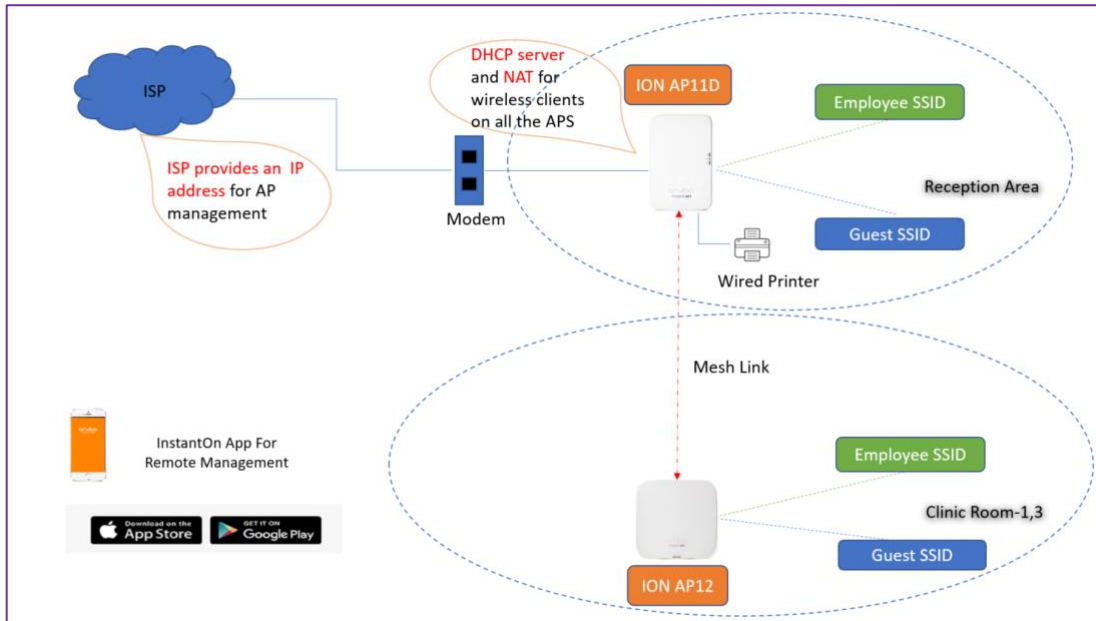 ISP
ISP provides an IP
address for AP
management
DHCP server
and NAT for
wireless clients
on all the APS
Modem
ION AP11D
Employee SSID
Reception Area
Guest SSID
Wired Printer
Mesh Link
InstantOn App For
Remote Management
Download on the
App Store
GET IT ON
Google Play
Employee SSID
Clinic Room-1,3
Guest SSID
ION AP12